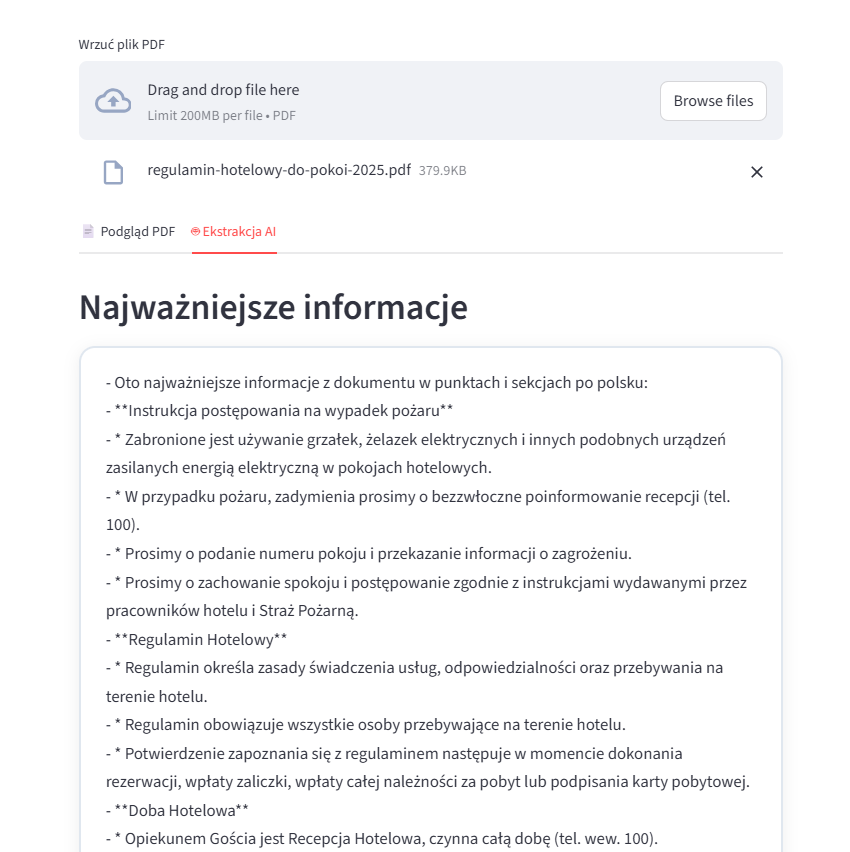 Wrzuć plik PDF
Drag and drop file here
Limit 200MB per file • PDF
Browse files
regulamin-hotelowy-do-pokoi-2025.pdf 379.9KB
Podgląd PDF
Ekstrakcja AI
Najważniejsze informacje
- Oto najważniejsze informacje z dokumentu w punktach i sekcjach po polsku:
- **Instrukcja postępowania na wypadek pożaru**
- * Zabronione jest używanie grzałek, żelazek elektrycznych i innych podobnych urządzeń
zasilanych energią elektryczną w pokojach hotelowych.
- * W przypadku pożaru, zadymienia prosimy o bezzwłoczne poinformowanie recepcji (tel.
100).
- * Prosimy o podanie numeru pokoju i przekazanie informacji o zagrożeniu.
- * Prosimy o zachowanie spokoju i postępowanie zgodnie z instrukcjami wydawanymi przez
pracowników hotelu i Straż Pożarną.
- **Regulamin Hotelowy**
- * Regulamin określa zasady świadczenia usług, odpowiedzialności oraz przebywania na
terenie hotelu.
- * Regulamin obowiązuje wszystkie osoby przebywające na terenie hotelu.
- * Potwierdzenie zapoznania się z regulaminem następuje w momencie dokonania
rezerwacji, wpłaty zaliczki, wpłaty całej należności za pobyt lub podpisania karty pobytowej.
- **Doba Hotelowa**
- * Opiekunem Gościa jest Recepcja Hotelowa, czynna całą dobę (tel. wew. 100).